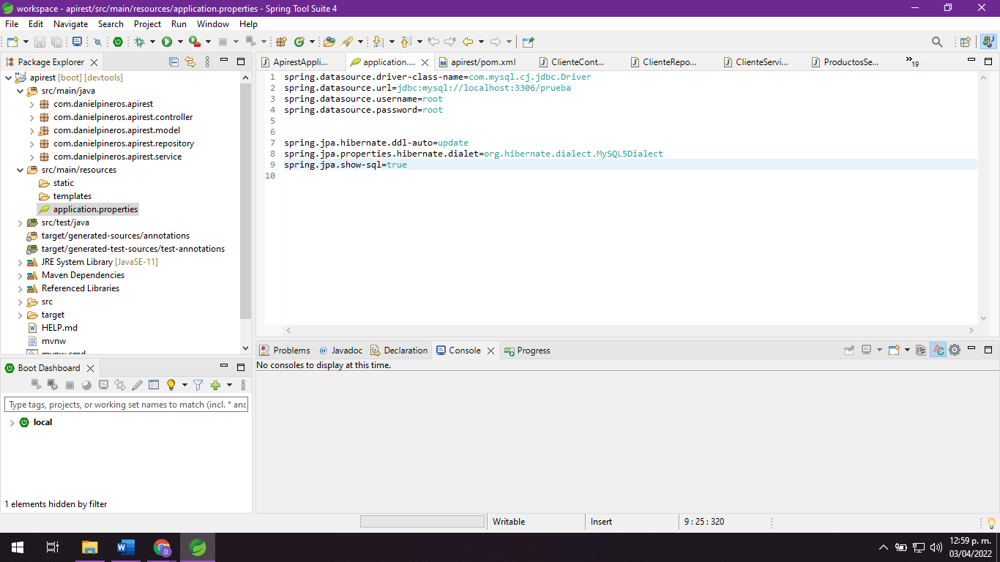 workspace - apirest/src/main/resources/application.properties - Spring Tool Suite 4
File Edit Navigate Search Project Run Window Help
Package Explorer
apirest [boot] [devtools]
src/main/java
com.danielpineros.apirest
com.danielpineros.apirest.controller
com.danielpineros.apirest.model
com.danielpineros.apirest.repository
com.danielpineros.apirest.service
src/main/resources
static
templates
application.properties
src/test/java
target/generated-sources/annotations
target/generated-test-sources/test-annotations
JRE System Library [JavaSE-11]
Maven Dependencies
Referenced Libraries
src
target
HELP.md
mvnw
mvnw.cmd
ApirestAppli... application.... apirest/pom.xml ClienteCont... ClienteRepo... ClienteServi... ProductosSe... 19
1 spring.datasource.driver-class-name=com.mysql.cj.jdbc.Driver
2 spring.datasource.url=jdbc:mysql://localhost:3306/prueba
3 spring.datasource.username=root
4 spring.datasource.password=root
5
6
7 spring.jpa.hibernate.ddl-auto=update
8 spring.jpa.properties.hibernate.dialet=org.hibernate.dialect.MySQL5Dialect
9 spring.jpa.show-sql=true
10
Problems Javadoc Declaration Console Progress
No consoles to display at this time.
Boot Dashboard
Type tags, projects, or working set names to match (incl. * and
local
1 elements hidden by filter
Writable Insert 9 : 25 : 320
12:59 p. m.
03/04/2022